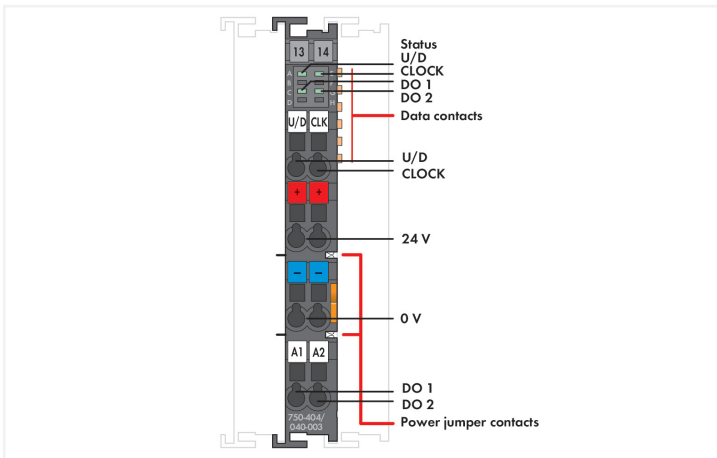 13 14
Status
U/D
CLOCK
DO 1
DO 2
A E
B F
C G
D H
Data contacts
U/D CLK
U/D
CLOCK
+ +
24 V
− −
0 V
A1 A2
DO 1
DO 2
750-404/
040-003
Power jumper contacts